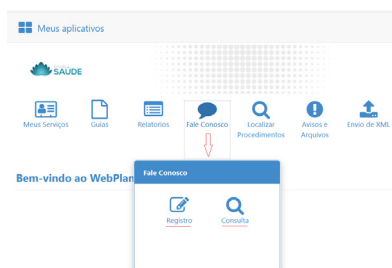 Meus aplicativos
SAÚDE
Meus Serviços
Guias
Relatorios
Fale Conosco
Localizar
Procedimentos
Avisos e
Arquivos
Envio de XML
Fale Conosco
Bem-vindo ao WebPlan
Registro
Consulta